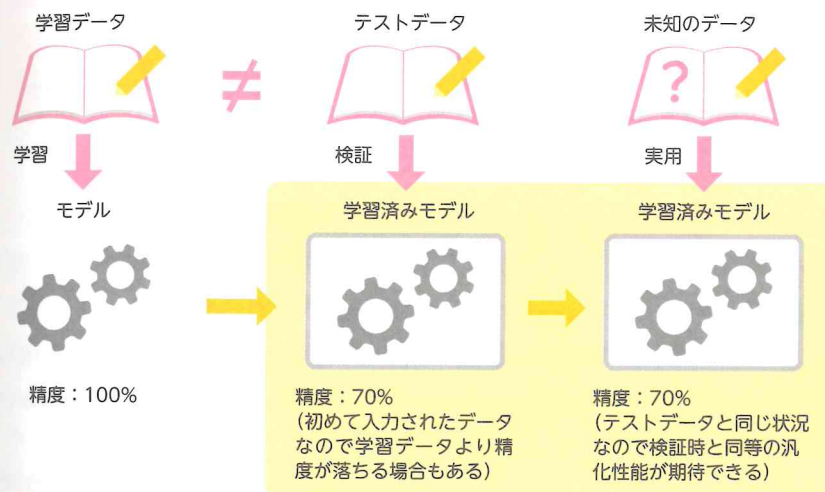 学習データ
≠
テストデータ
未知のデータ
?
学習
検証
実用
モデル
学習済みモデル
学習済みモデル
精度：100%
精度：70%
(初めて入力されたデータ
なので学習データより精
度が落ちる場合もある)
精度：70%
(テストデータと同じ状況
なので検証時と同等の汎
化性能が期待できる)